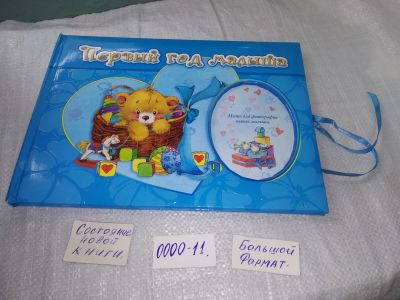 Первый год малыша
Место для фотографии
вашего малыша
Состояние
новой
книги.
0000-11.
Большой
Формат.